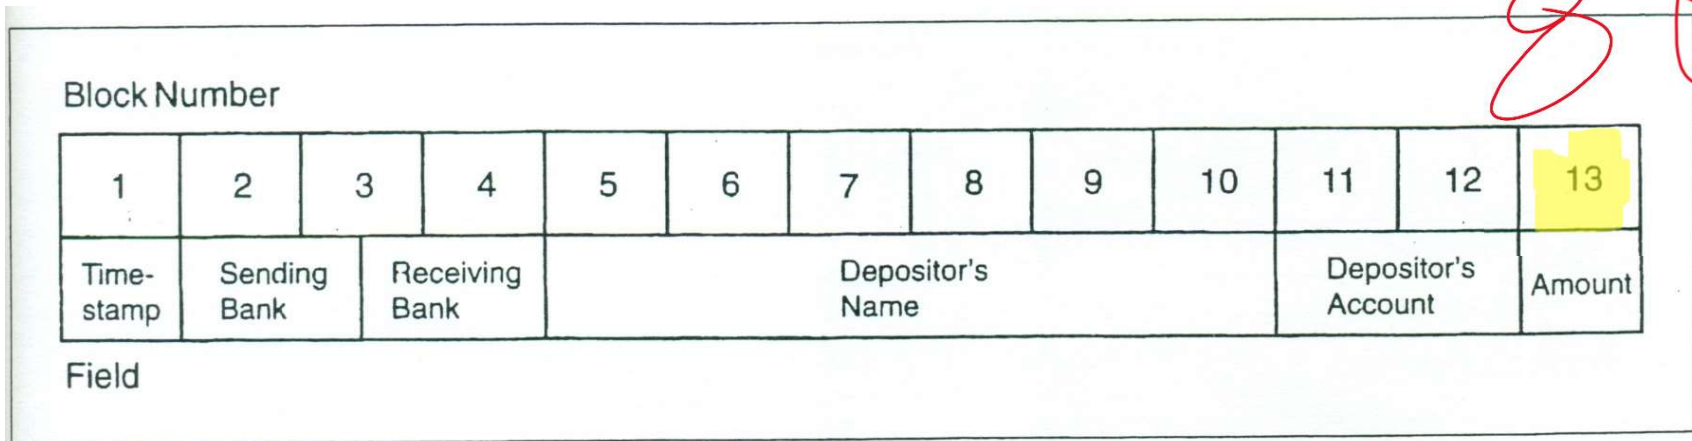 Block Number
1 2 3 4 5 6 7 8 9 10 11 12 13
Time-stamp Sending Bank Receiving Bank Depositor's Name Depositor's Account Amount
Field